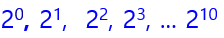 2⁰, 2¹, 2², 2³, ... 2¹⁰